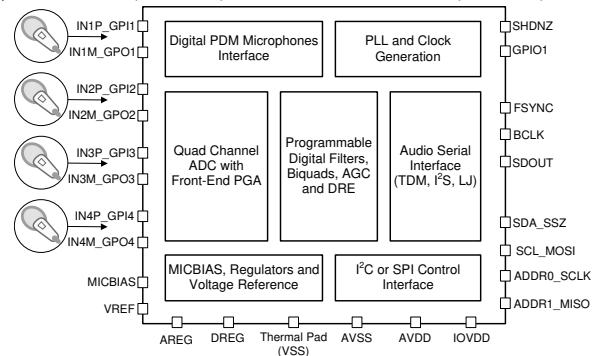 IN1P_GPI1
IN1M_GPO1
IN2P_GPI2
IN2M_GPO2
IN3P_GPI3
IN3M_GPO3
IN4P_GPI4
IN4M_GPO4
MICBIAS
VREF
Digital PDM Microphones
Interface
PLL and Clock
Generation
Quad Channel
ADC with
Front-End PGA
Programmable
Digital Filters,
Biquads, AGC
and DRE
Audio Serial
Interface
(TDM, I²S, LJ)
MICBIAS, Regulators and
Voltage Reference
I²C or SPI Control
Interface
SHDNZ
GPIO1
FSYNC
BCLK
SDOUT
SDA_SSZ
SCL_MOSI
ADDR0_SCLK
ADDR1_MISO
AREG
DREG
Thermal Pad
(VSS)
AVSS
AVDD
IOVDD